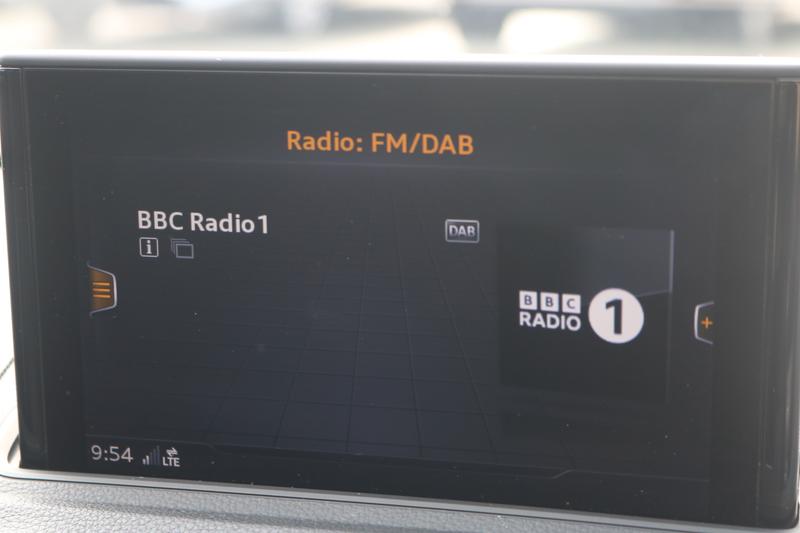 Radio: FM/DAB
BBC Radio1
i
DAB
BBC
RADIO 1
+
9:54
LTE